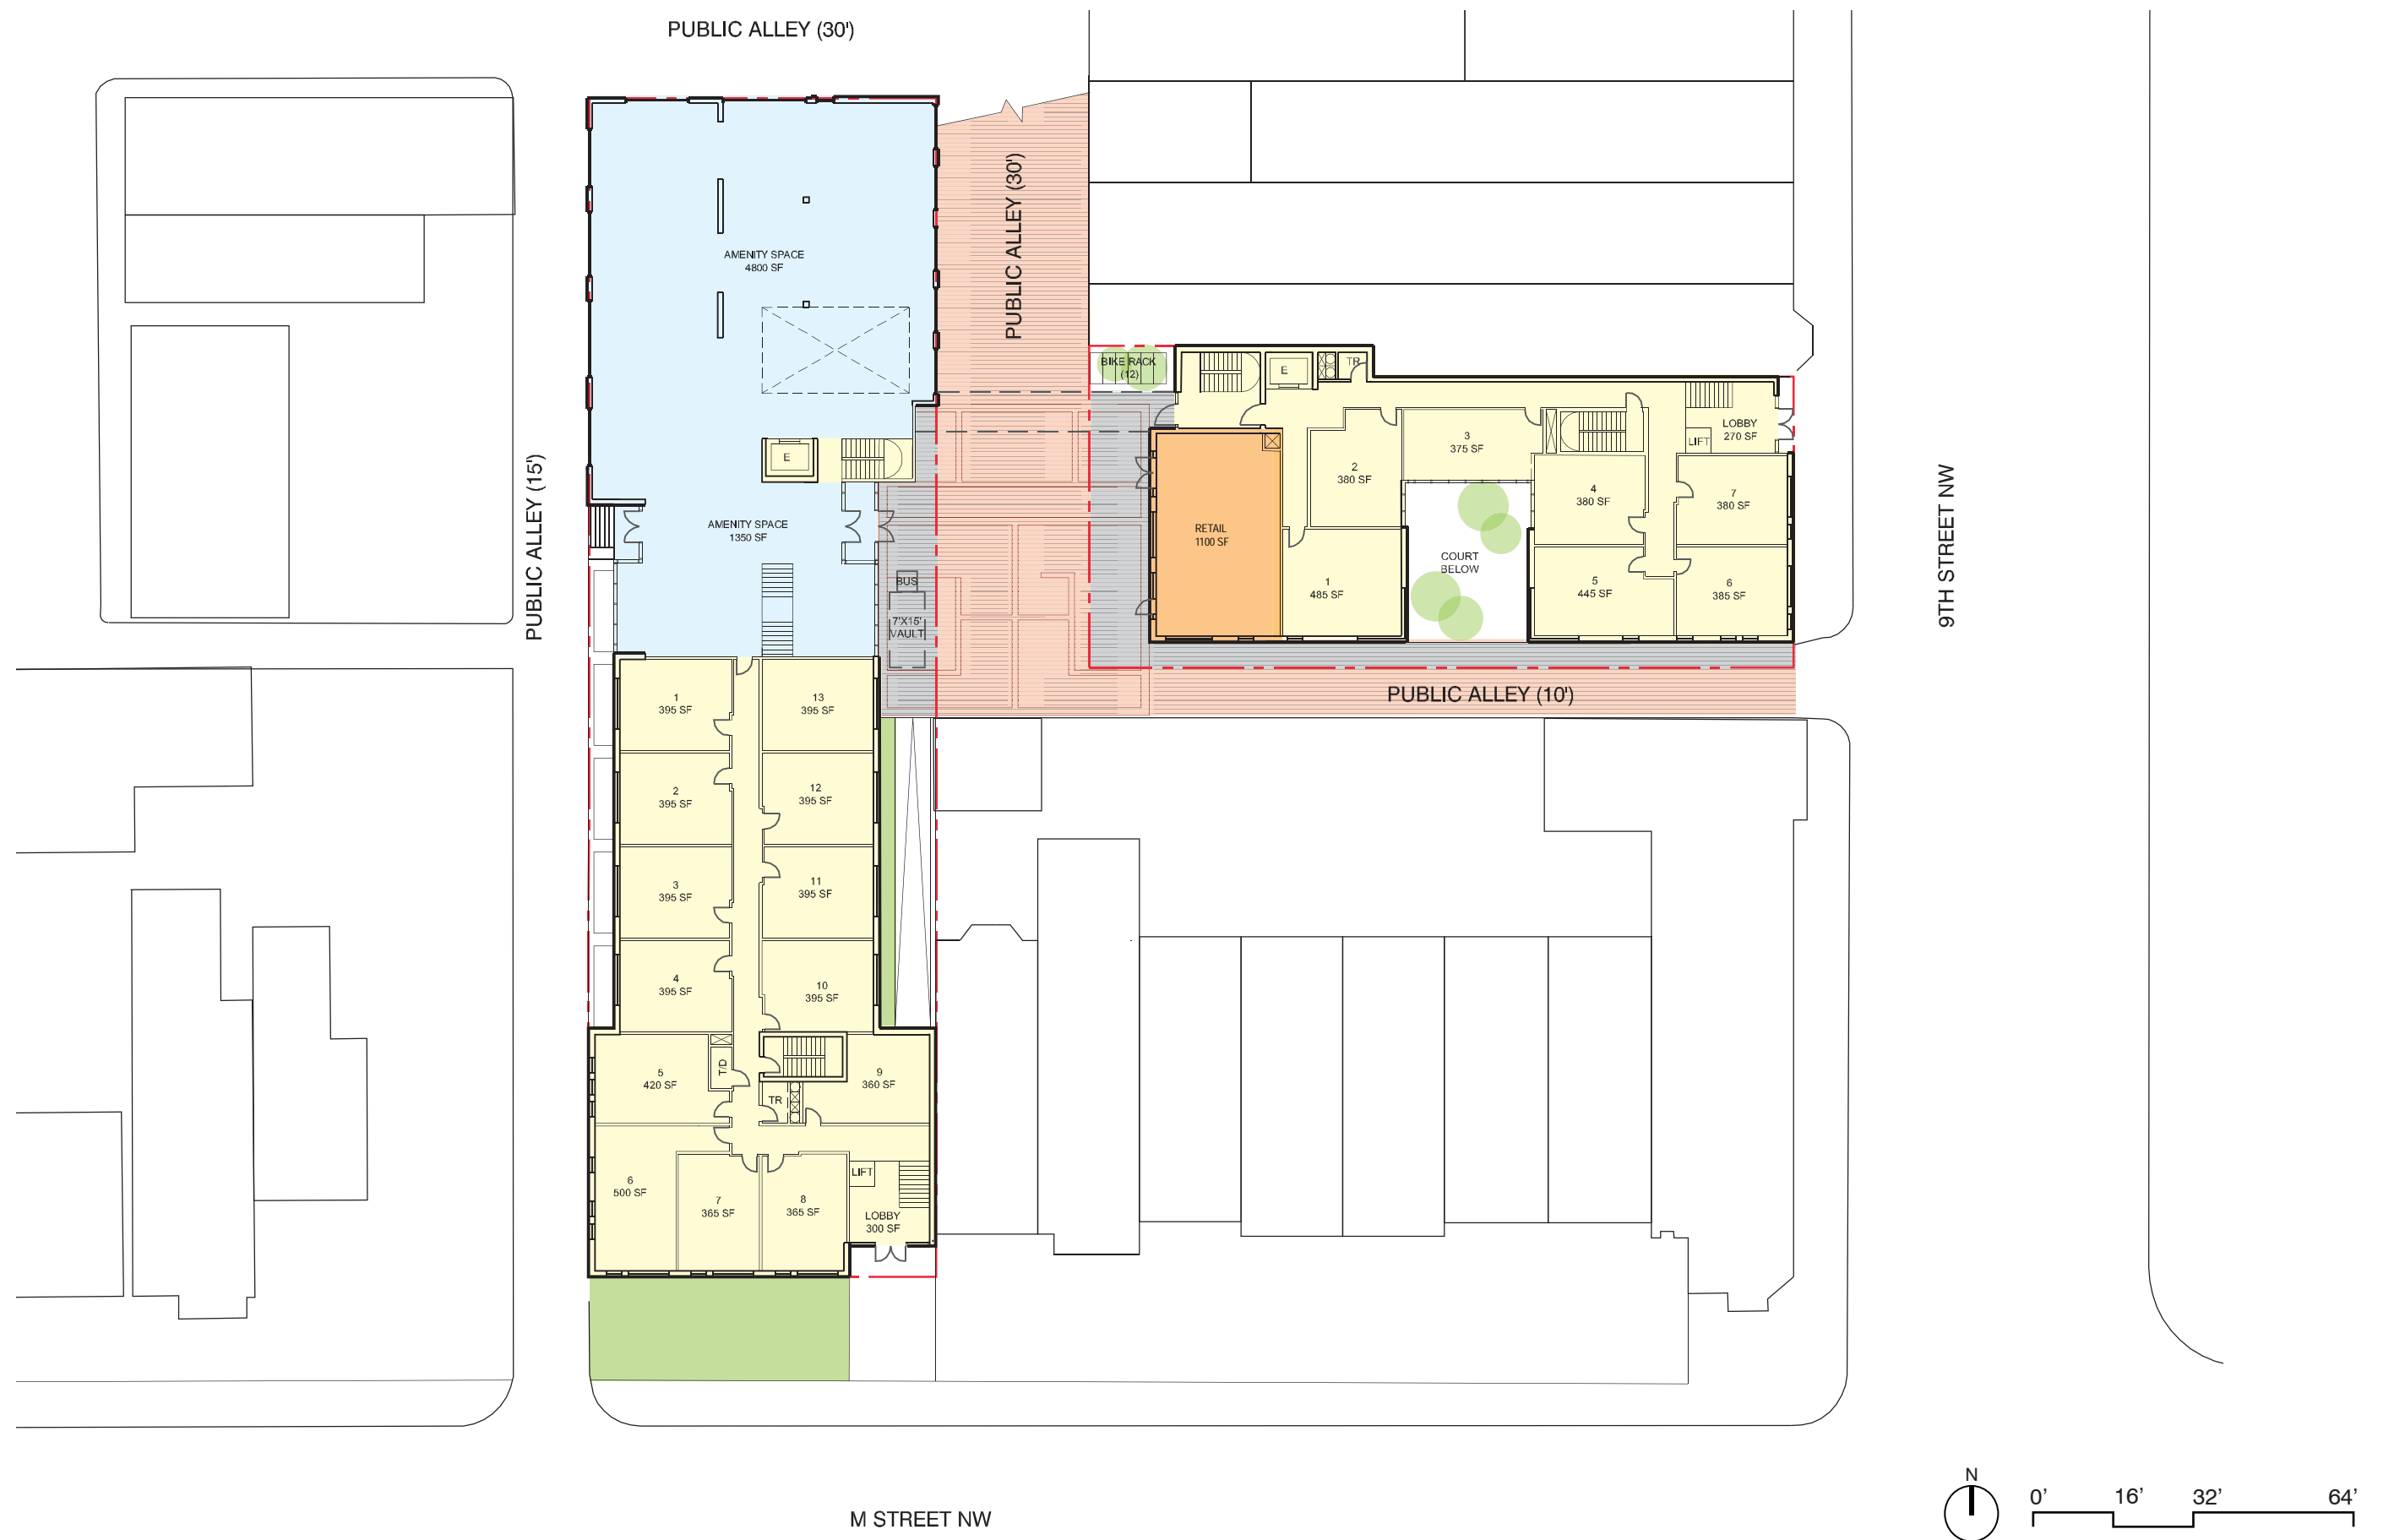 PUBLIC ALLEY (30')
PUBLIC ALLEY (30')
PUBLIC ALLEY (15')
AMENITY SPACE
4800 SF
E
AMENITY SPACE
1350 SF
BUS
7'X15'
VAULT
BIKE RACK
(12)
E
TR
LOBBY
270 SF
LIFT
RETAIL
1100 SF
1
485 SF
2
380 SF
3
375 SF
4
380 SF
5
445 SF
6
385 SF
7
380 SF
COURT
BELOW
PUBLIC ALLEY (10')
9TH STREET NW
1
395 SF
13
395 SF
2
395 SF
12
395 SF
3
395 SF
11
395 SF
4
395 SF
10
395 SF
5
420 SF
T/D
9
360 SF
TR
6
500 SF
7
365 SF
8
365 SF
LIFT
LOBBY
300 SF
M STREET NW
N
0' 16' 32' 64'